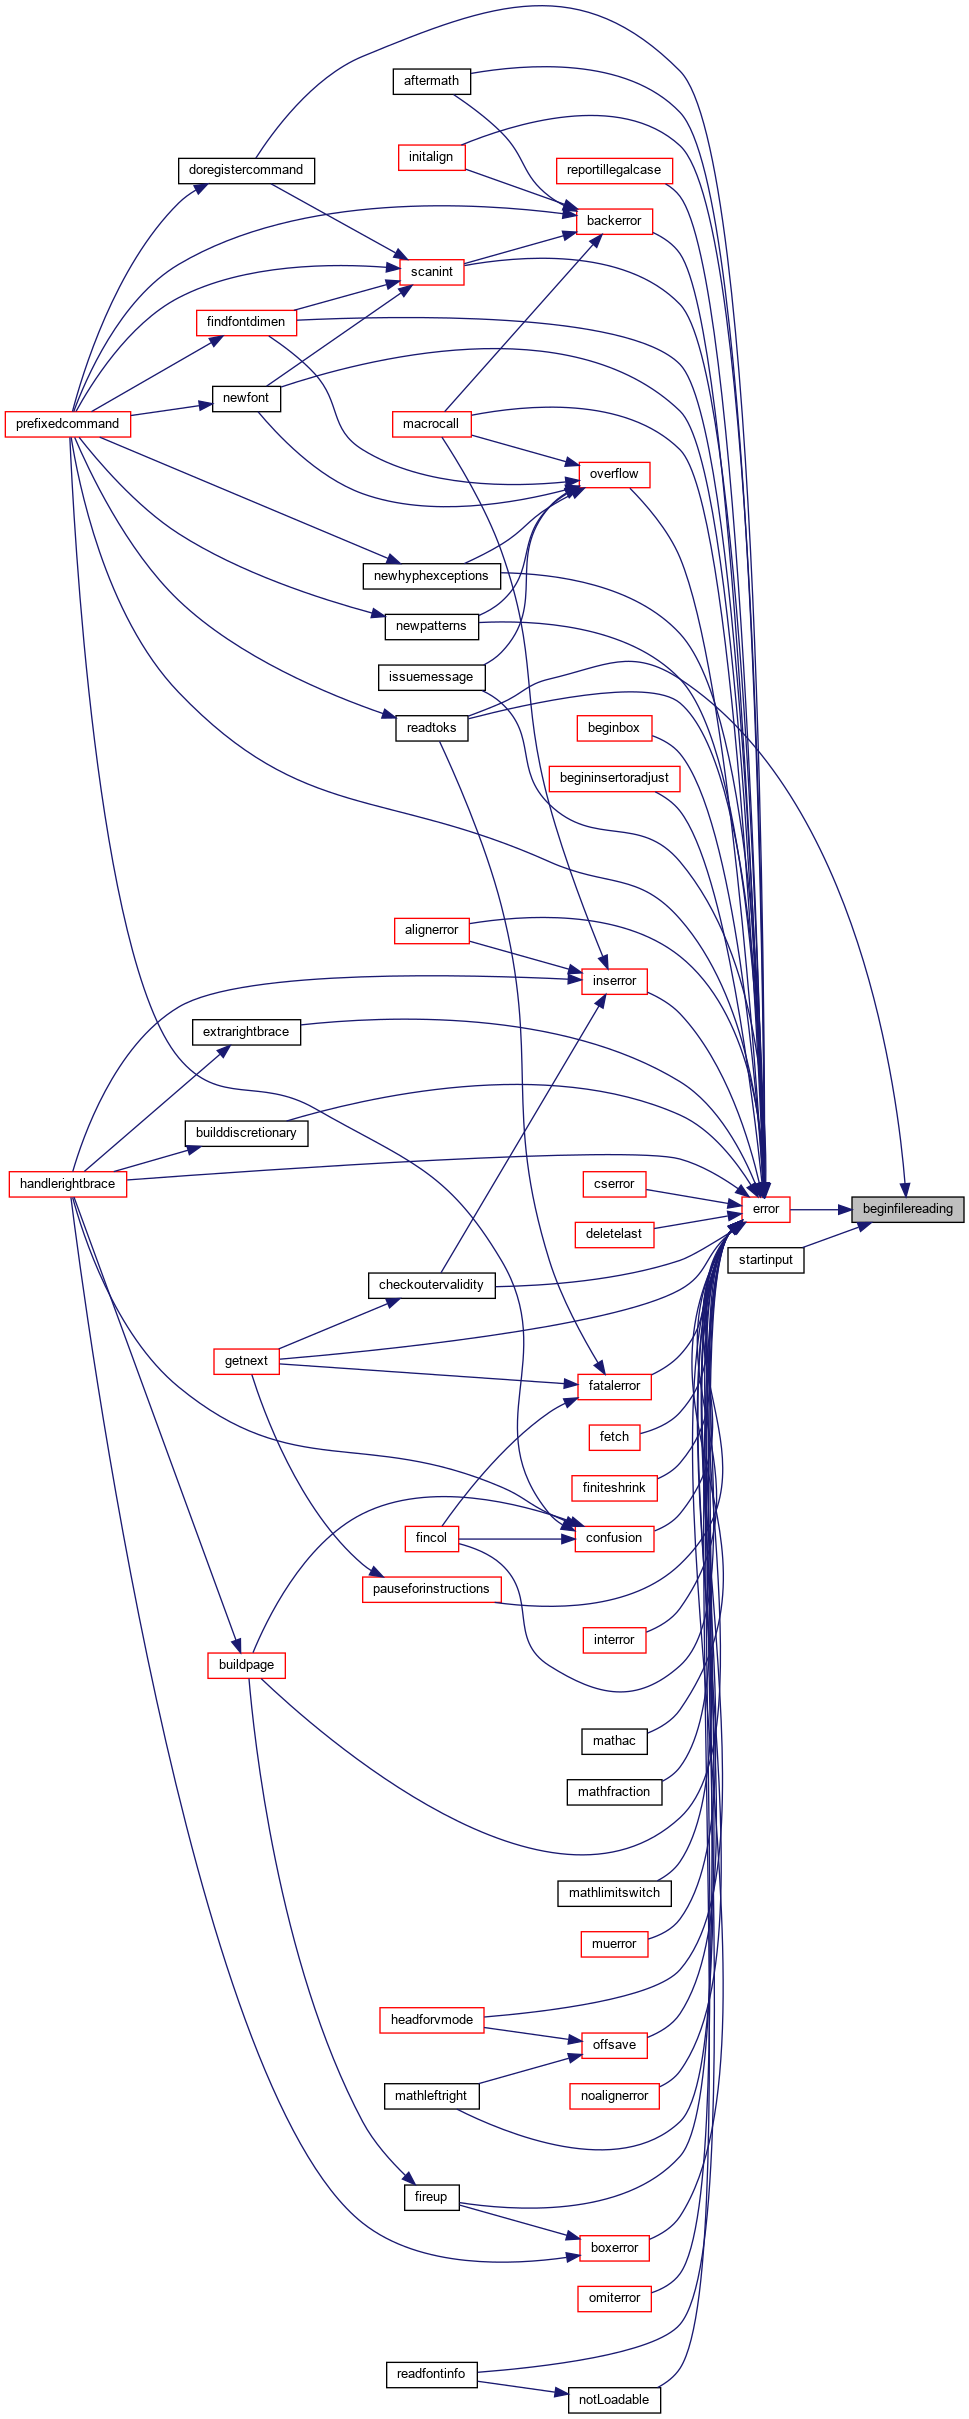 aftermath
initalign
doregistercommand
reportillegalcase
backerror
scanint
findfontdimen
newfont
prefixedcommand
macrocall
overflow
newhyphexceptions
newpatterns
issuemessage
readtoks
beginbox
begininsertoradjust
alignerror
inserror
extrarightbrace
builddiscretionary
handlerightbrace
cserror
error
beginfilereading
deletelast
startinput
checkoutervalidity
getnext
fatalerror
fetch
finiteshrink
fincol
confusion
pauseforinstructions
interror
buildpage
mathac
mathfraction
mathlimitswitch
muerror
headforvmode
offsave
mathleftright
noalignerror
fireup
boxerror
omiterror
readfontinfo
notLoadable